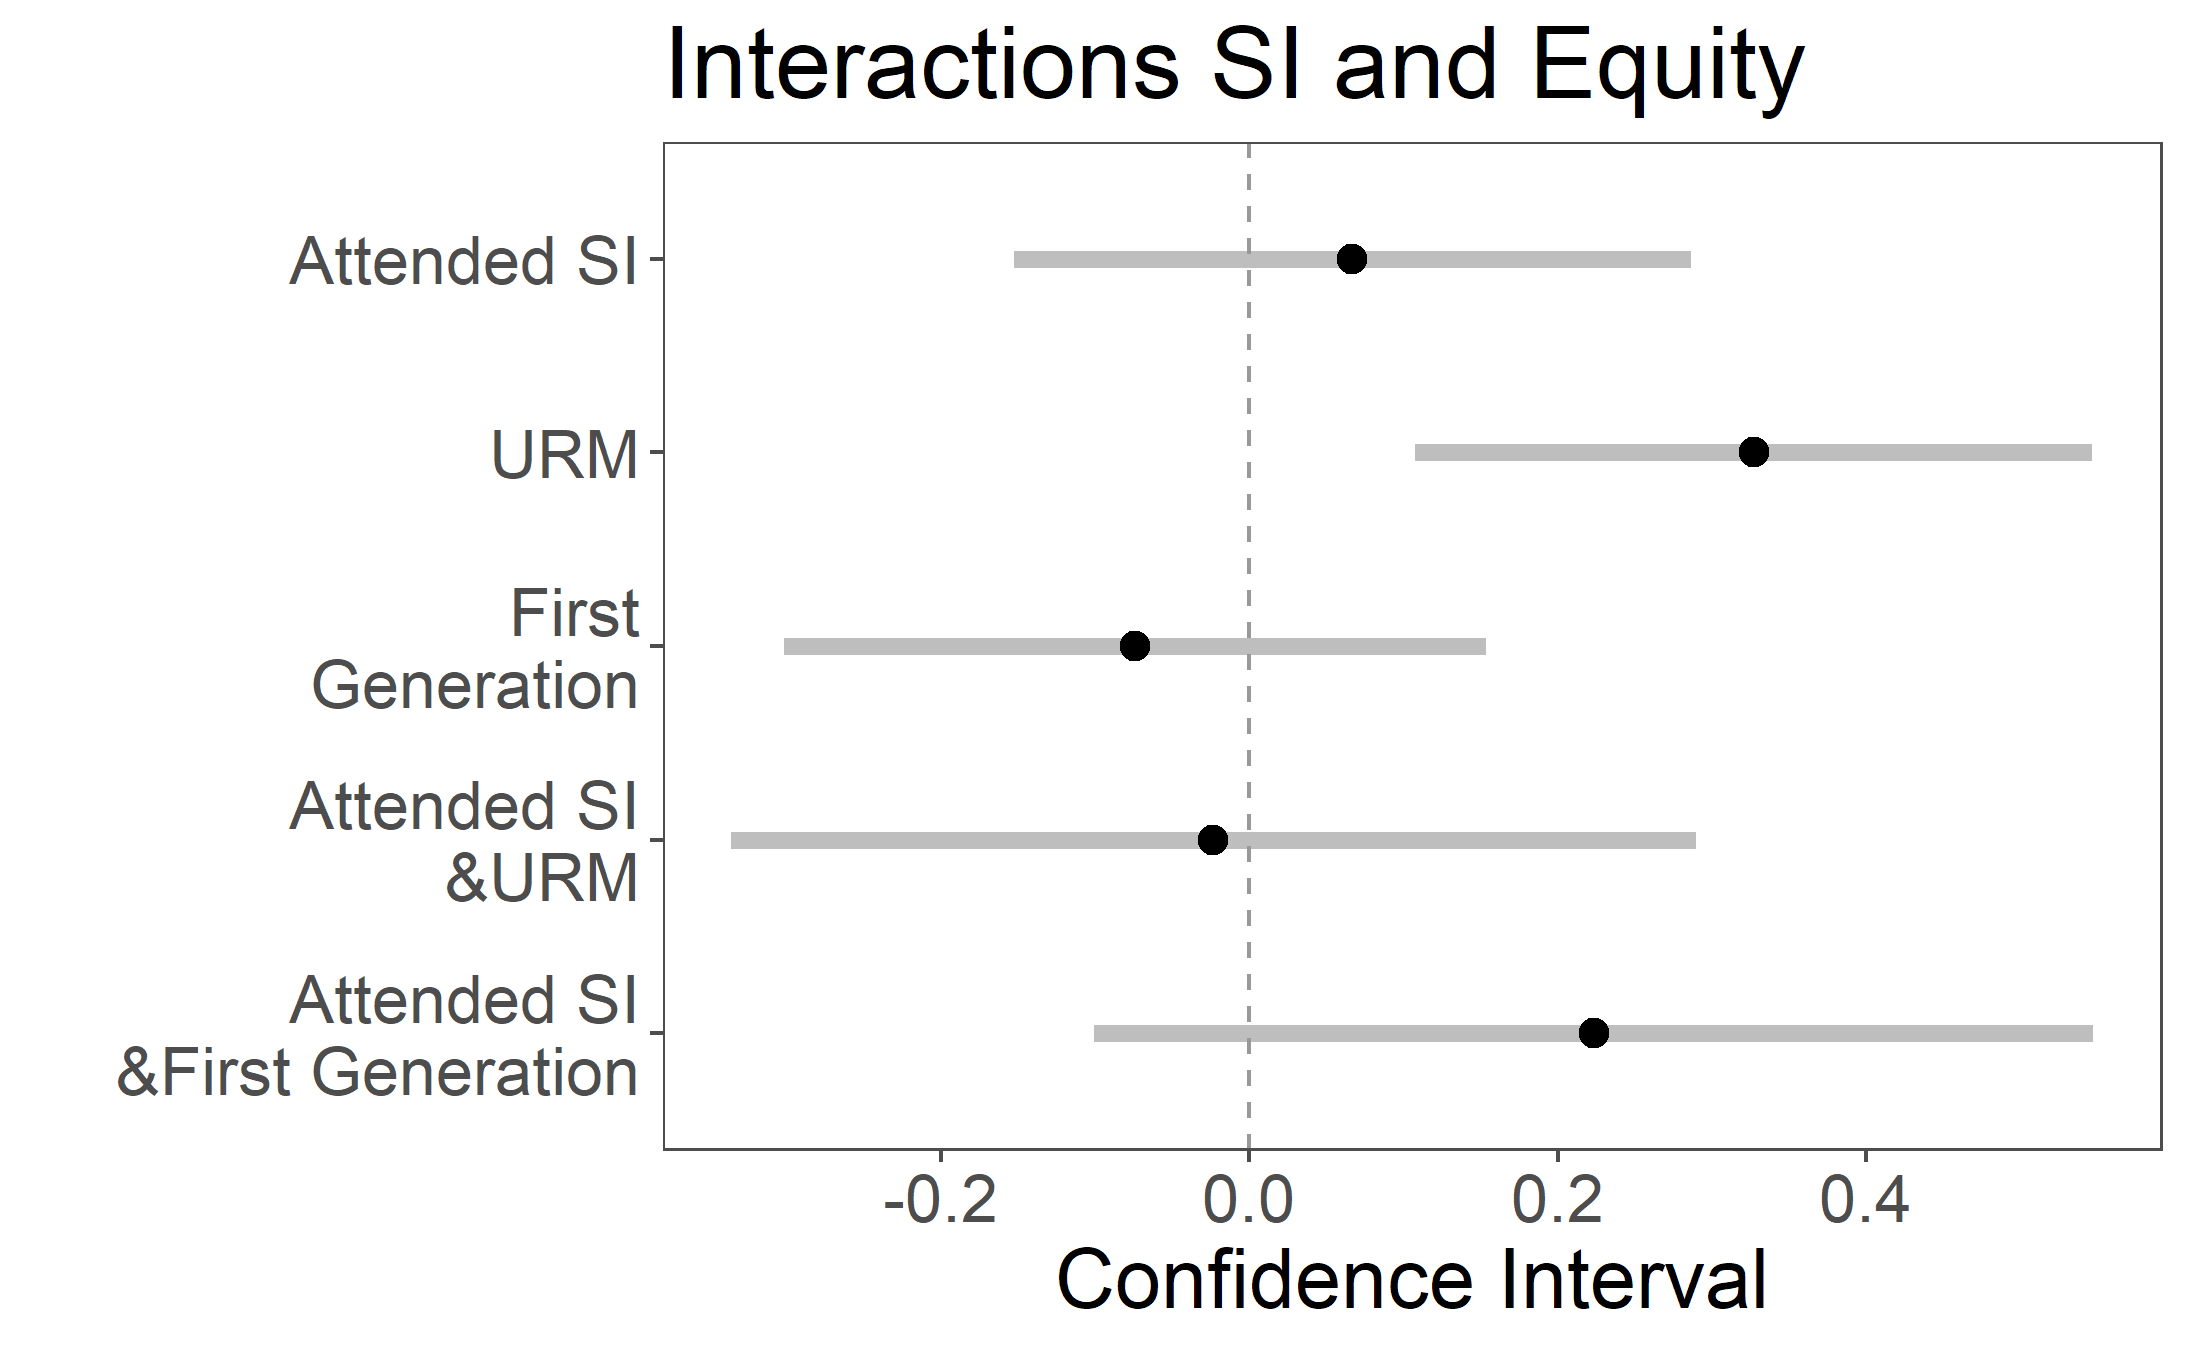 Interactions SI and Equity
Attended SI
URM
First
Generation
Attended SI
&URM
Attended SI
&First Generation
-0.2
0.0
0.2
0.4
Confidence Interval